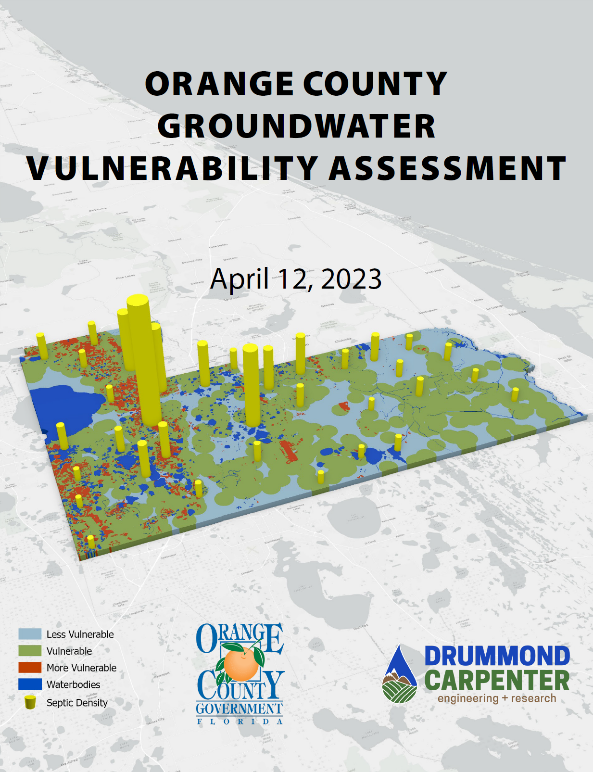 ORANGE COUNTY
GROUNDWATER
VULNERABILITY ASSESSMENT
April 12, 2023
Less Vulnerable
Vulnerable
More Vulnerable
Waterbodies
Septic Density
ORANGE
COUNTY
GOVERNMENT
FLORIDA
DRUMMOND
CARPENTER
engineering + research